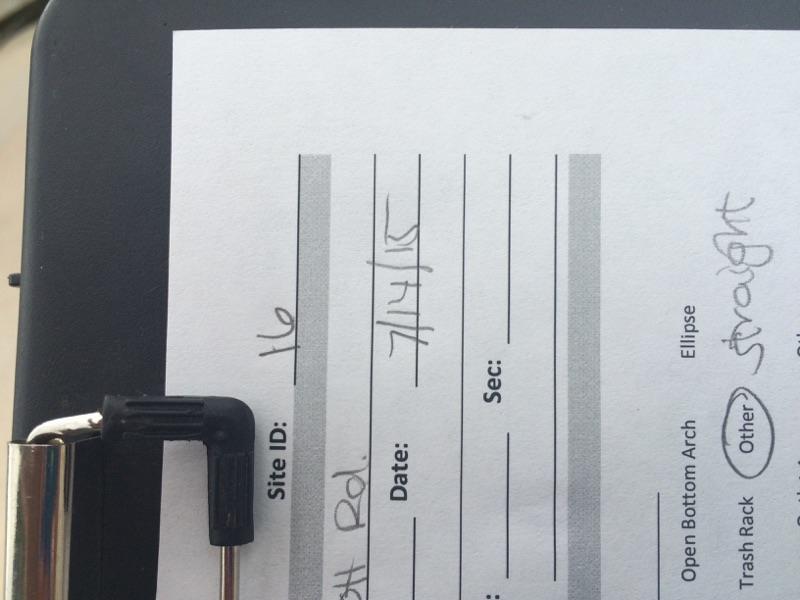 Site ID: 16
Rd.
Date: 7/14/15
Sec:
Open Bottom Arch Ellipse
Trash Rack Other straight